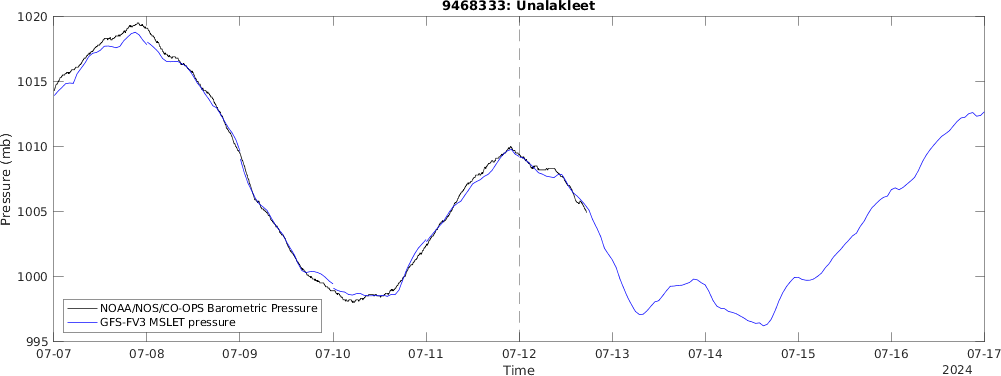 9468333: Unalakleet
Pressure (mb)
1020
1015
1010
1005
1000
995
NOAA/NOS/CO-OPS Barometric Pressure
GFS-FV3 MSLET pressure
07-07 07-08 07-09 07-10 07-11 07-12 07-13 07-14 07-15 07-16 07-17
Time
2024